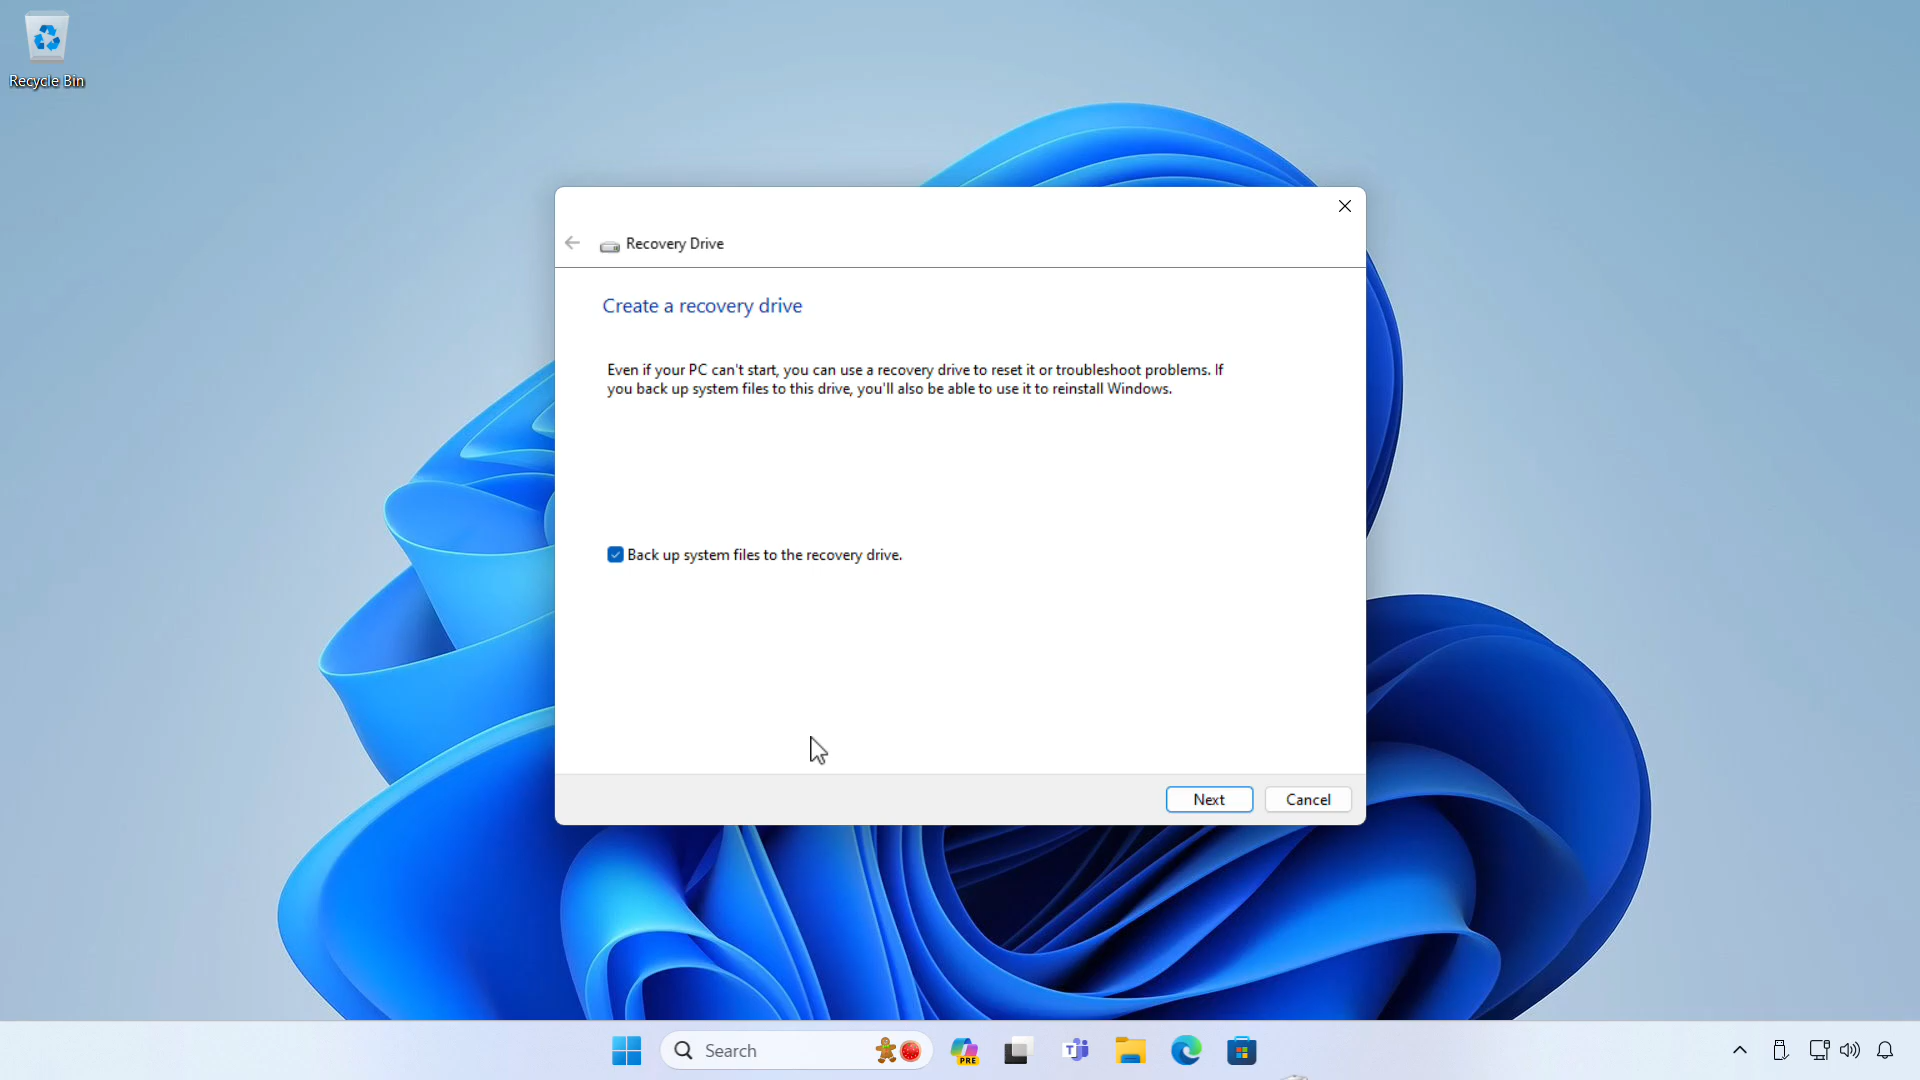 Recycle Bin
Recovery Drive
Create a recovery drive
Even if your PC can't start, you can use a recovery drive to reset it or troubleshoot problems. If
you back up system files to this drive, you'll also be able to use it to reinstall Windows.
Back up system files to the recovery drive.
Next
Cancel
Search
PRE
T